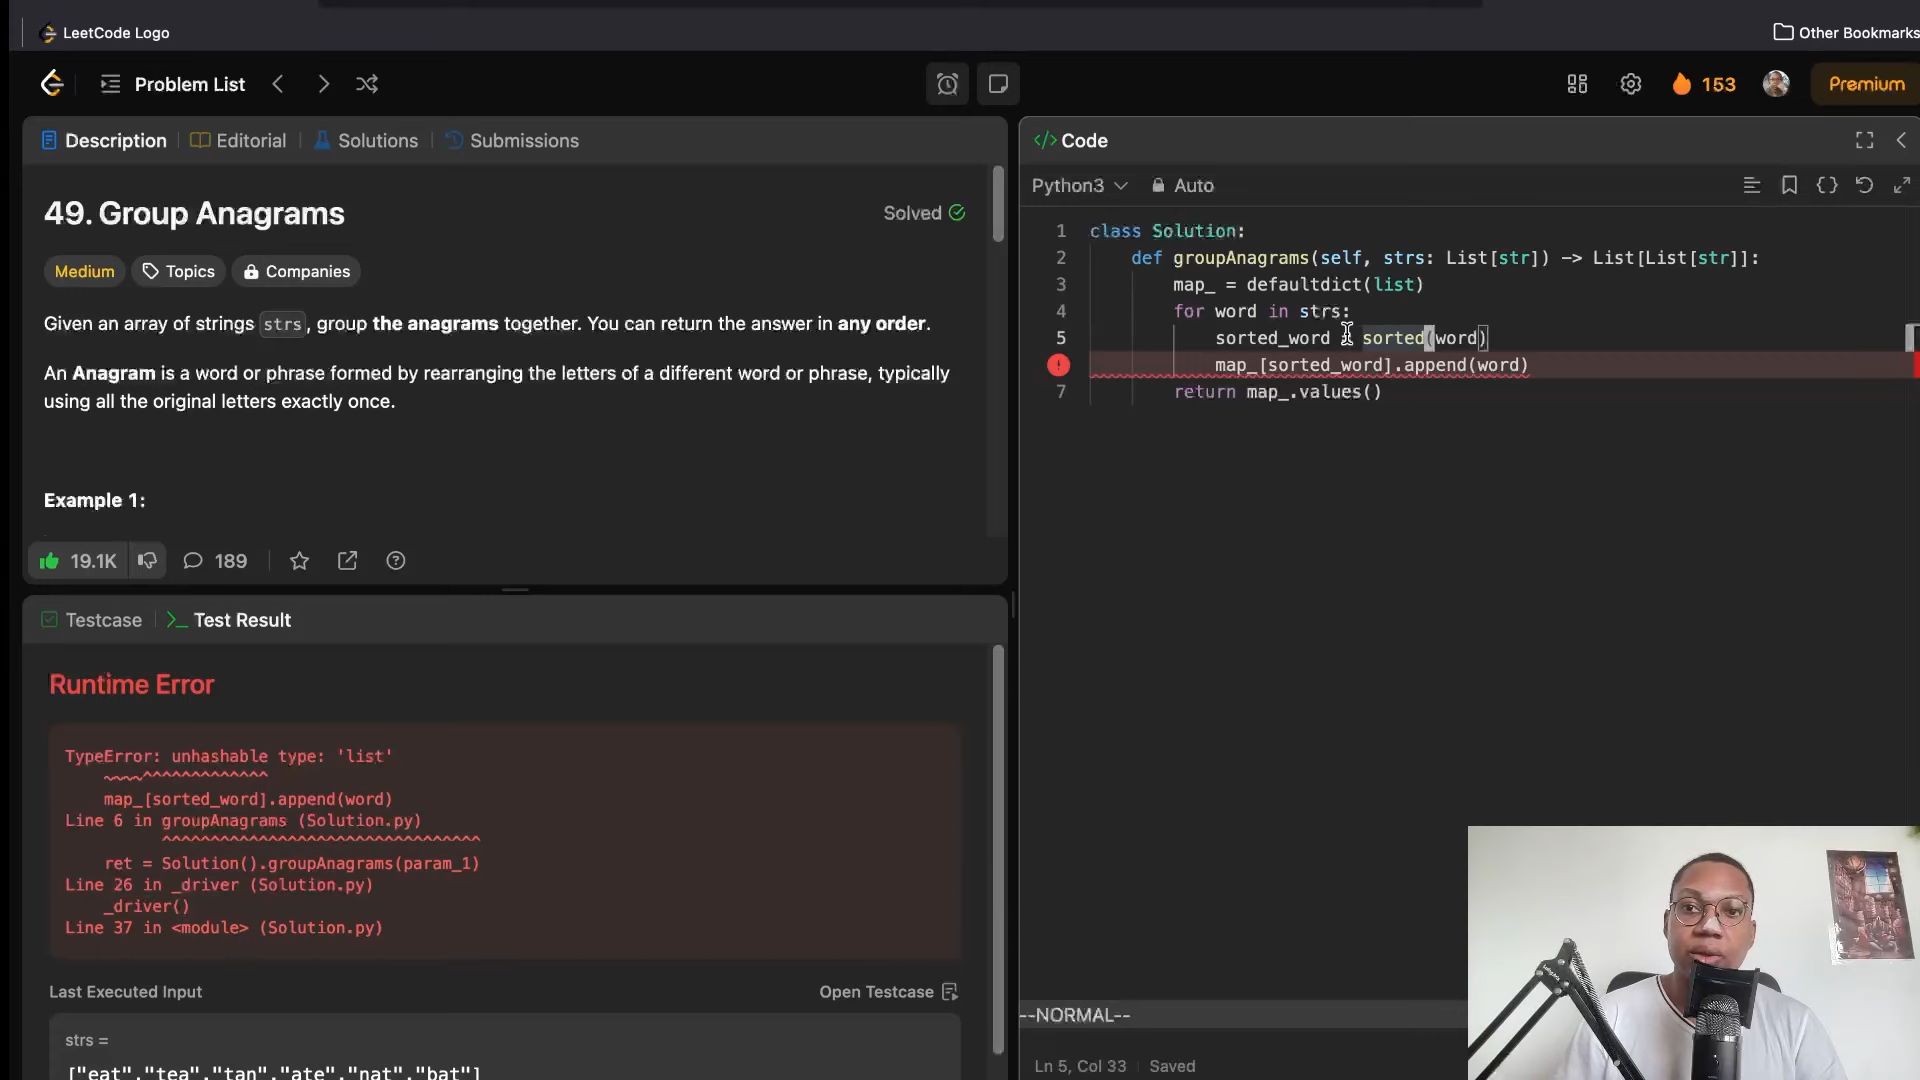 LeetCode Logo
Other Bookmarks
Problem List
153
Premium
Description
Editorial
Solutions
Submissions
49. Group Anagrams
Solved
Medium
Topics
Companies
Given an array of strings strs, group the anagrams together. You can return the answer in any order.
An Anagram is a word or phrase formed by rearranging the letters of a different word or phrase, typically
using all the original letters exactly once.
Example 1:
19.1K
189
Testcase
Test Result
Runtime Error
TypeError: unhashable type: 'list'
~~~~^^^^^^^^^^^^^
map_[sorted_word].append(word)
Line 6 in groupAnagrams (Solution.py)
^^^^^^^^^^^^^^^^^^^^^^^^^^^^^^^^^
ret = Solution().groupAnagrams(param_1)
Line 26 in _driver (Solution.py)
_driver()
Line 37 in <module> (Solution.py)
Last Executed Input
Open Testcase
strs =
["eat","tea","tan","ate","nat","bat"]
</> Code
Python3
Auto
1 class Solution:
2 def groupAnagrams(self, strs: List[str]) -> List[List[str]]:
3 map_ = defaultdict(list)
4 for word in strs:
5 sorted_word = sorted(word)
map_[sorted_word].append(word)
7 return map_.values()
--NORMAL--
Ln 5, Col 33
Saved